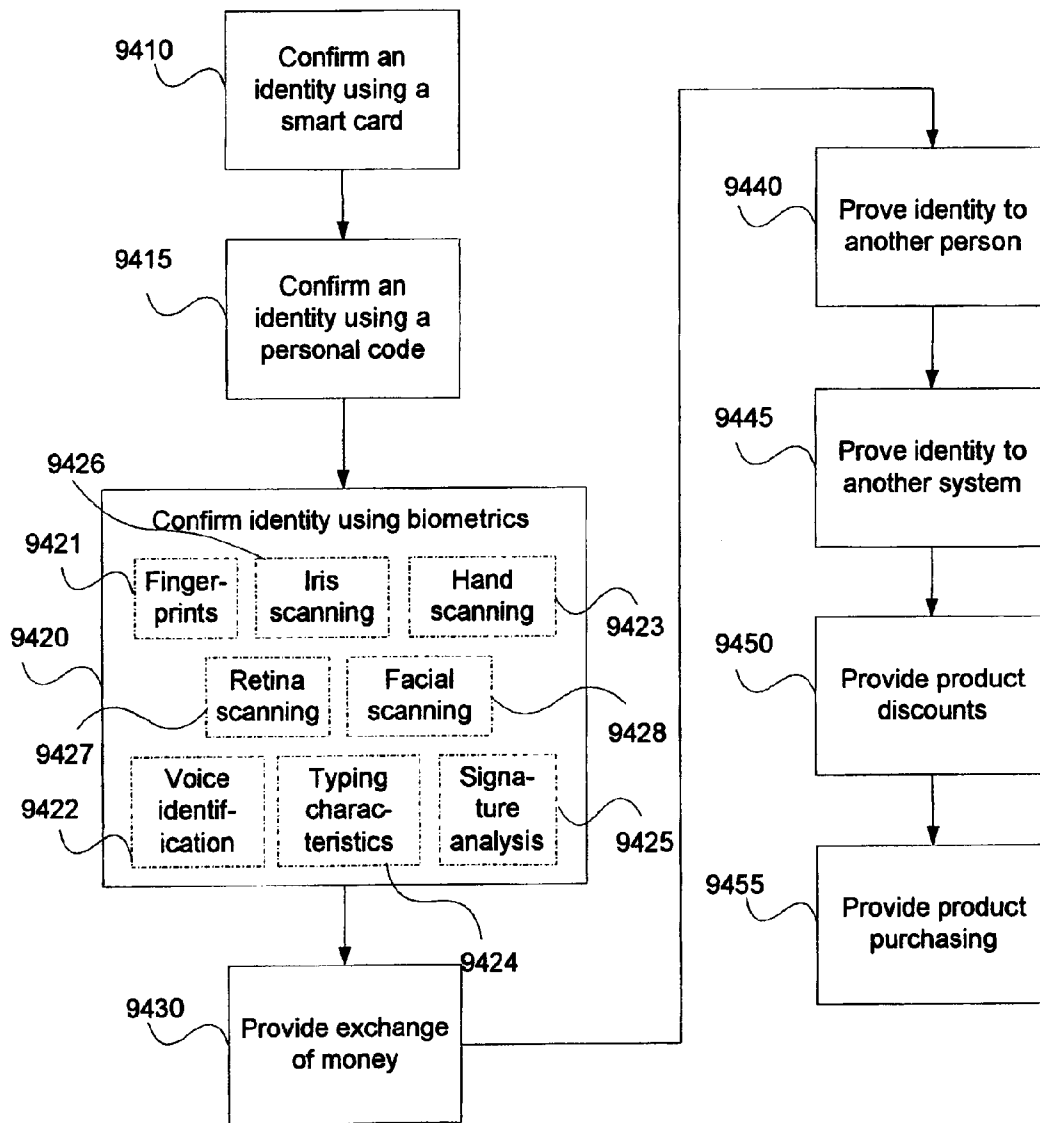 9410
Confirm an
identity using a
smart card
9415
Confirm an
identity using a
personal code
9426
Confirm identity using biometrics
9421
Finger-
prints
Iris
scanning
Hand
scanning
9423
9420
Retina
scanning
Facial
scanning
9427
9428
Voice
identif-
ication
Typing
charac-
teristics
Signa-
ture
analysis
9422
9425
9424
9430
Provide exchange
of money
9440
Prove identity to
another person
9445
Prove identity to
another system
9450
Provide product
discounts
9455
Provide product
purchasing